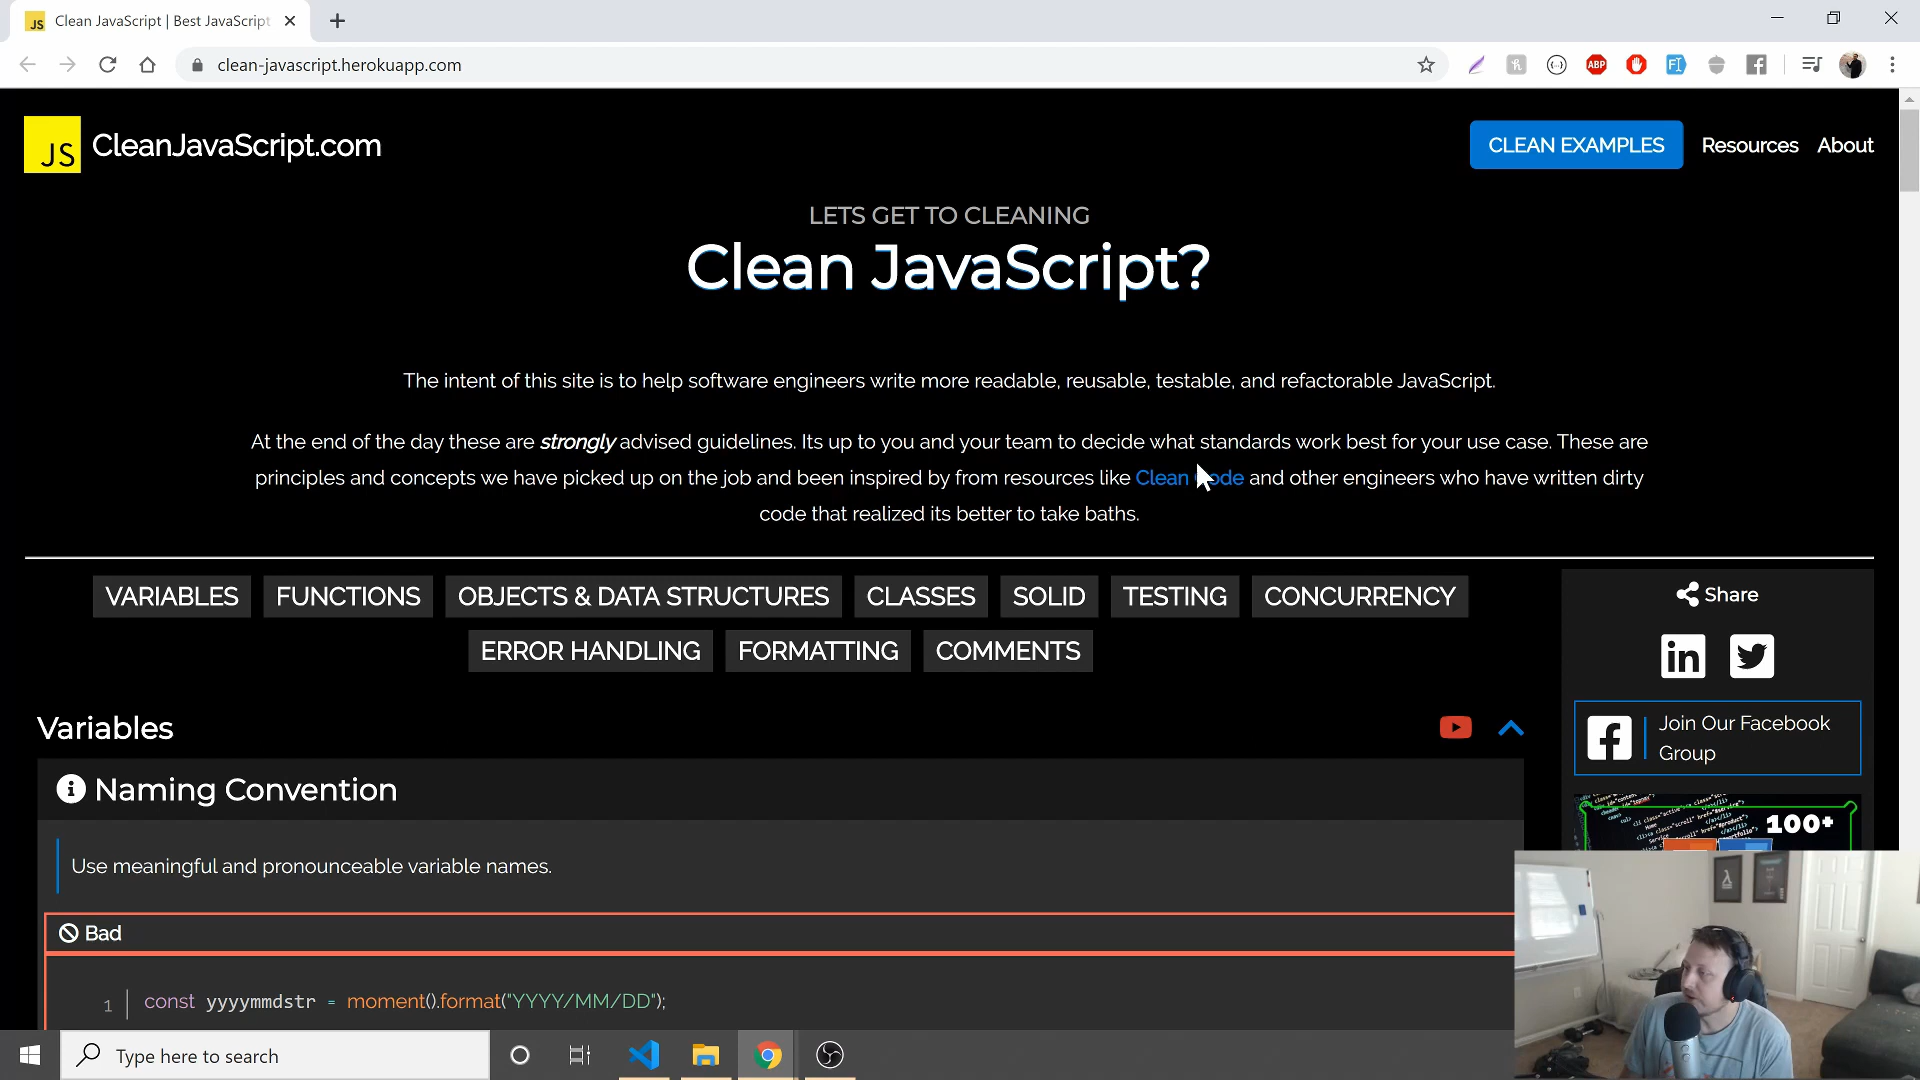 JS Clean JavaScript | Best JavaScript
clean-javascript.herokuapp.com
ABP
JS CleanJavaScript.com
CLEAN EXAMPLES Resources About
LETS GET TO CLEANING
Clean JavaScript?
The intent of this site is to help software engineers write more readable, reusable, testable, and refactorable JavaScript.
At the end of the day these are strongly advised guidelines. Its up to you and your team to decide what standards work best for your use case. These are
principles and concepts we have picked up on the job and been inspired by from resources like Clean Code and other engineers who have written dirty
code that realized its better to take baths.
VARIABLES FUNCTIONS OBJECTS & DATA STRUCTURES CLASSES SOLID TESTING CONCURRENCY
ERROR HANDLING FORMATTING COMMENTS
Share
Join Our Facebook
Group
100+
Variables
Naming Convention
Use meaningful and pronounceable variable names.
Bad
1 const yyyymmdstr = moment().format("YYYY/MM/DD");
Type here to search